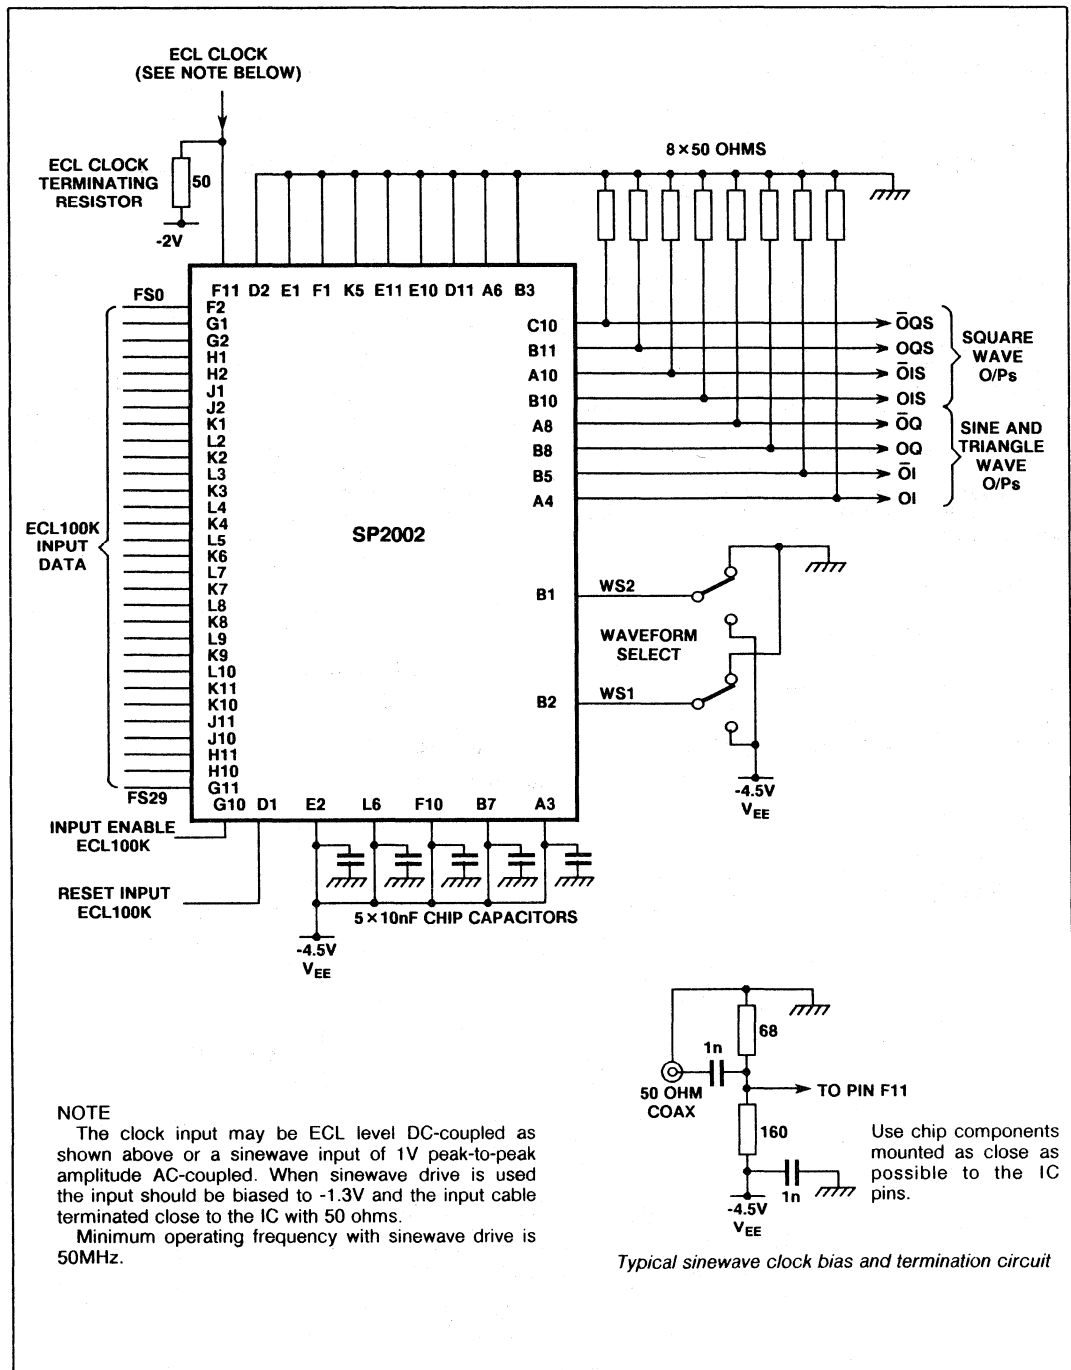 ECL CLOCK
(SEE NOTE BELOW)
8×50 OHMS
ECL CLOCK
TERMINATING
RESISTOR
50
-2V
FS0
F11 D2 E1 F1 K5 E11 E10 D11 A6 B3
F2
G1
G2
H1
H2
J1
J2
K1
L2
K2
L3
K3
L4
K4
L5
K6
L7
K7
L8
K8
L9
K9
L10
K11
K10
J11
J10
H11
H10
G11
FS29
ECL100K
INPUT
DATA
SP2002
C10
B11
A10
B10
A8
B8
B5
A4
O̅QS
OQS
O̅IS
OIS
O̅Q
OQ
O̅I
OI
SQUARE
WAVE
O/Ps
SINE AND
TRIANGLE
WAVE
O/Ps
B1
WS2
WAVEFORM
SELECT
B2
WS1
-4.5V
VEE
G10 D1 E2 L6 F10 B7 A3
INPUT ENABLE
ECL100K
RESET INPUT
ECL100K
5×10nF CHIP CAPACITORS
-4.5V
VEE
68
1n
50 OHM
COAX
TO PIN F11
160
1n
-4.5V
VEE
Use chip components
mounted as close as
possible to the IC
pins.
Typical sinewave clock bias and termination circuit
NOTE
The clock input may be ECL level DC-coupled as
shown above or a sinewave input of 1V peak-to-peak
amplitude AC-coupled. When sinewave drive is used
the input should be biased to -1.3V and the input cable
terminated close to the IC with 50 ohms.
Minimum operating frequency with sinewave drive is
50MHz.